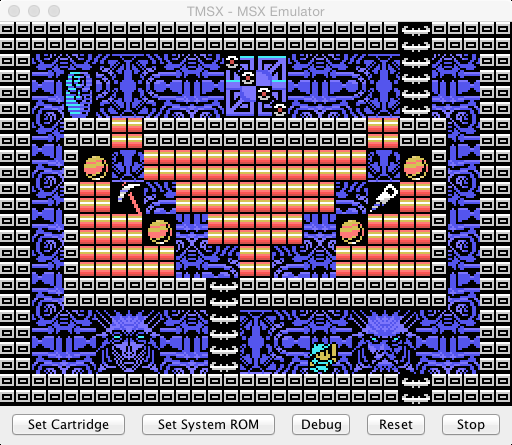 TMSX - MSX Emulator
Set Cartridge
Set System ROM
Debug
Reset
Stop